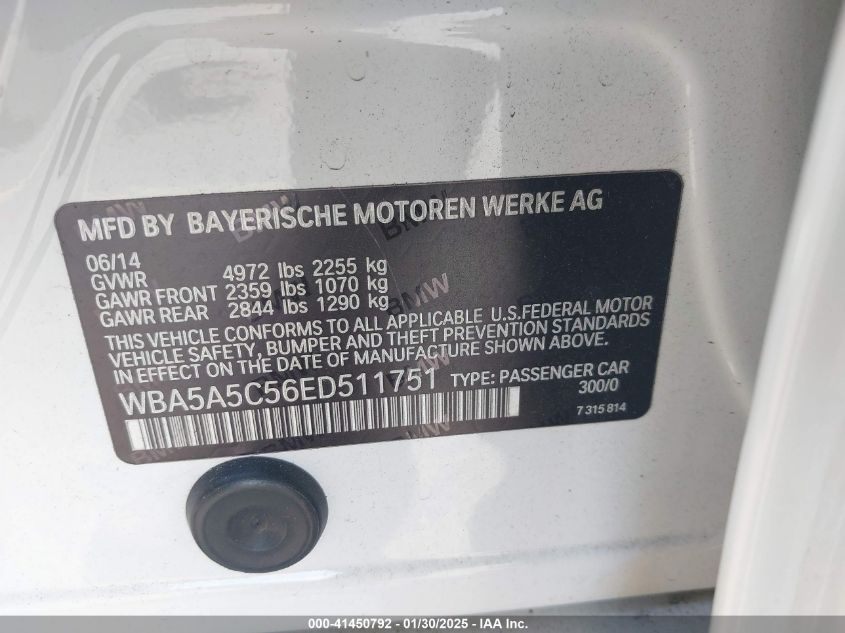 MFD BY BAYERISCHE MOTOREN WERKE AG
06/14
GVWR 4972 lbs 2255 kg
GAWR FRONT 2359 lbs 1070 kg
GAWR REAR 2844 lbs 1290 kg
THIS VEHICLE CONFORMS TO ALL APPLICABLE U.S.FEDERAL MOTOR
VEHICLE SAFETY, BUMPER AND THEFT PREVENTION STANDARDS
IN EFFECT ON THE DATE OF MANUFACTURE SHOWN ABOVE.
WBA5A5C56ED511751 TYPE: PASSENGER CAR
300/0
7 315 814
000-41450792 - 01/30/2025 - IAA Inc.